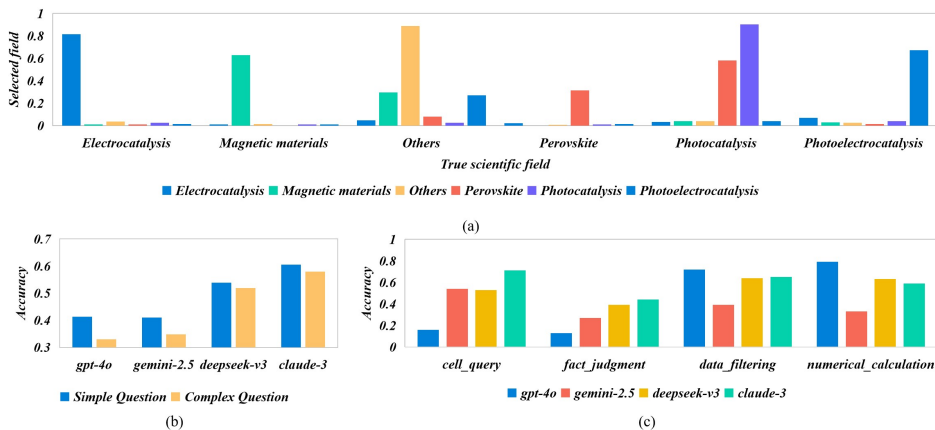 1
0.8
0.6
0.4
0.2
0
Selected field
Electrocatalysis Magnetic materials Others Perovskite Photocatalysis Photoelectrocatalysis
True scientific field
Electrocatalysis Magnetic materials Others Perovskite Photocatalysis Photoelectrocatalysis
(a)
0.7
0.6
0.5
0.4
0.3
Accuracy
gpt-4o gemini-2.5 deepseek-v3 claude-3
Simple Question Complex Question
(b)
1
0.8
0.6
0.4
0.2
0
Accuracy
cell_query fact_judgment data_filtering numerical_calculation
gpt-4o gemini-2.5 deepseek-v3 claude-3
(c)